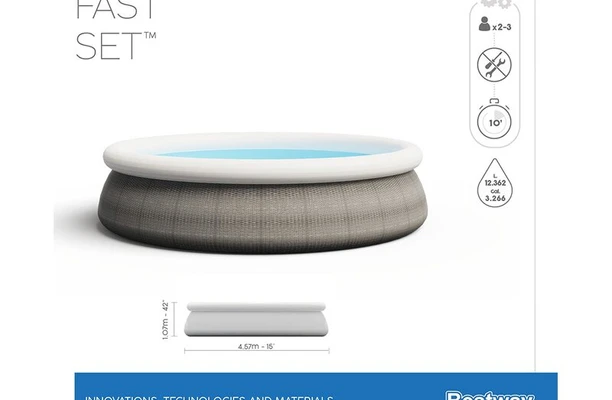 FAST
SET™
x2-3
10'
L.
12.362
Gal.
3.266
1.07m - 42"
4.57m - 15'
INNOVATIONS, TECHNOLOGIES AND MATERIALS
Bestway